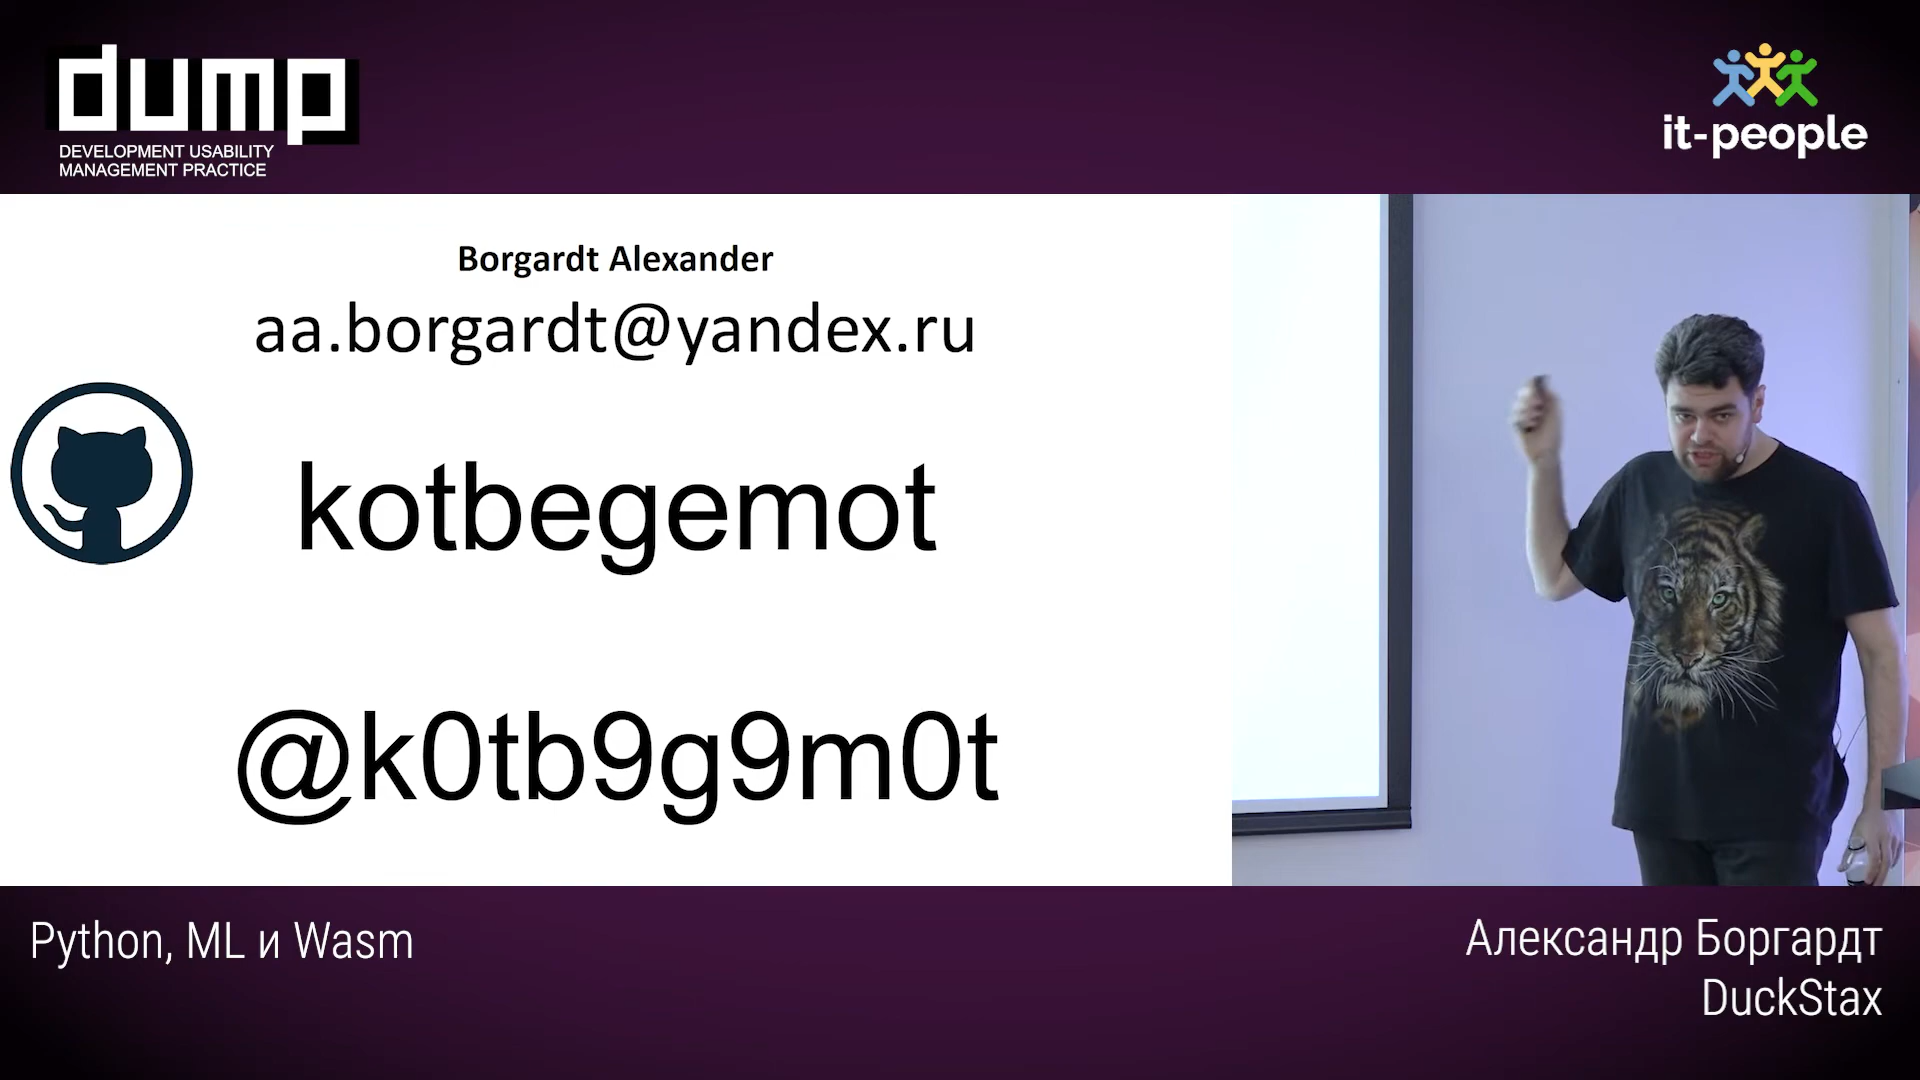 dump
DEVELOPMENT USABILITY
MANAGEMENT PRACTICE
it-people
Borgardt Alexander
aa.borgardt@yandex.ru
kotbegemot
@k0tb9g9m0t
Python, ML и Wasm
Александр Боргардт
DuckStax